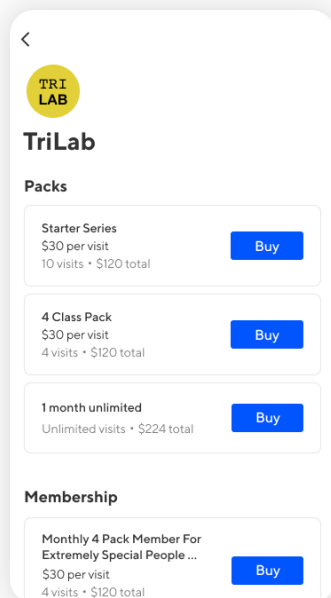 TRI
LAB
TriLab
Packs
Starter Series
$30 per visit
10 visits • $120 total
Buy
4 Class Pack
$30 per visit
4 visits • $120 total
Buy
1 month unlimited
Unlimited visits • $224 total
Buy
Membership
Monthly 4 Pack Member For
Extremely Special People ...
$30 per visit
4 visits • $120 total
Buy